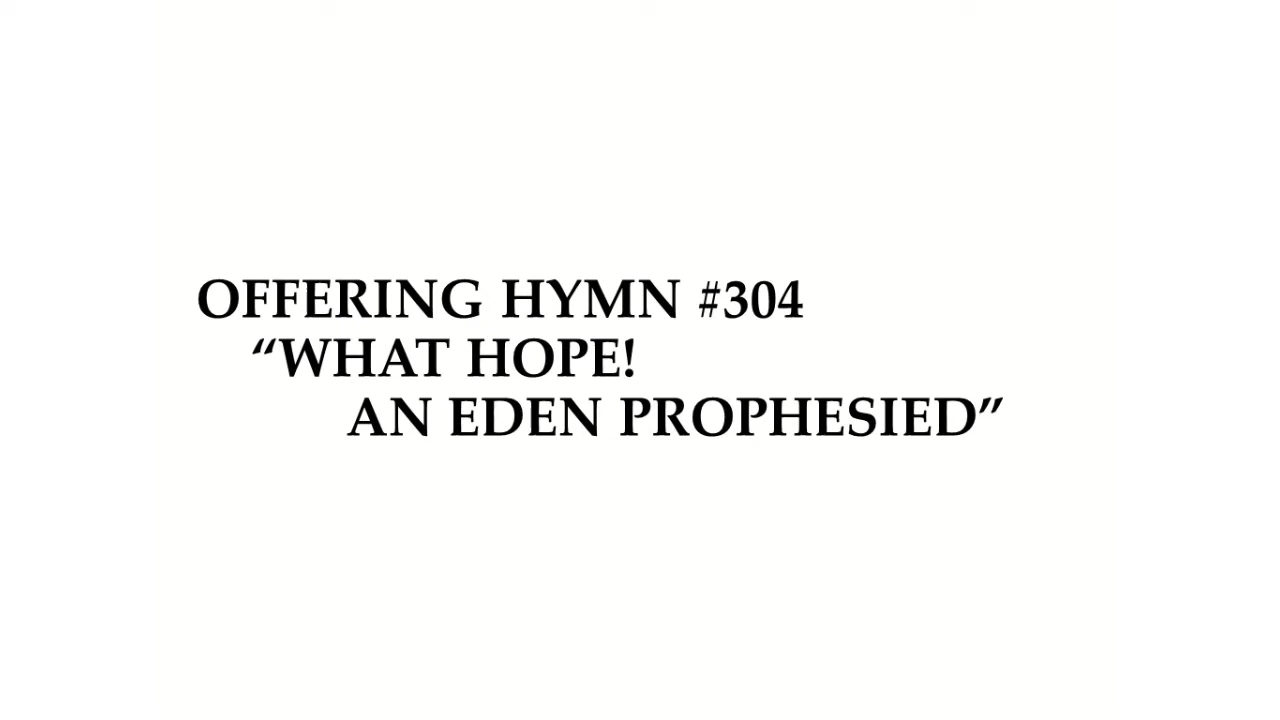 OFFERING HYMN #304
“WHAT HOPE!
AN EDEN PROPHESIED”